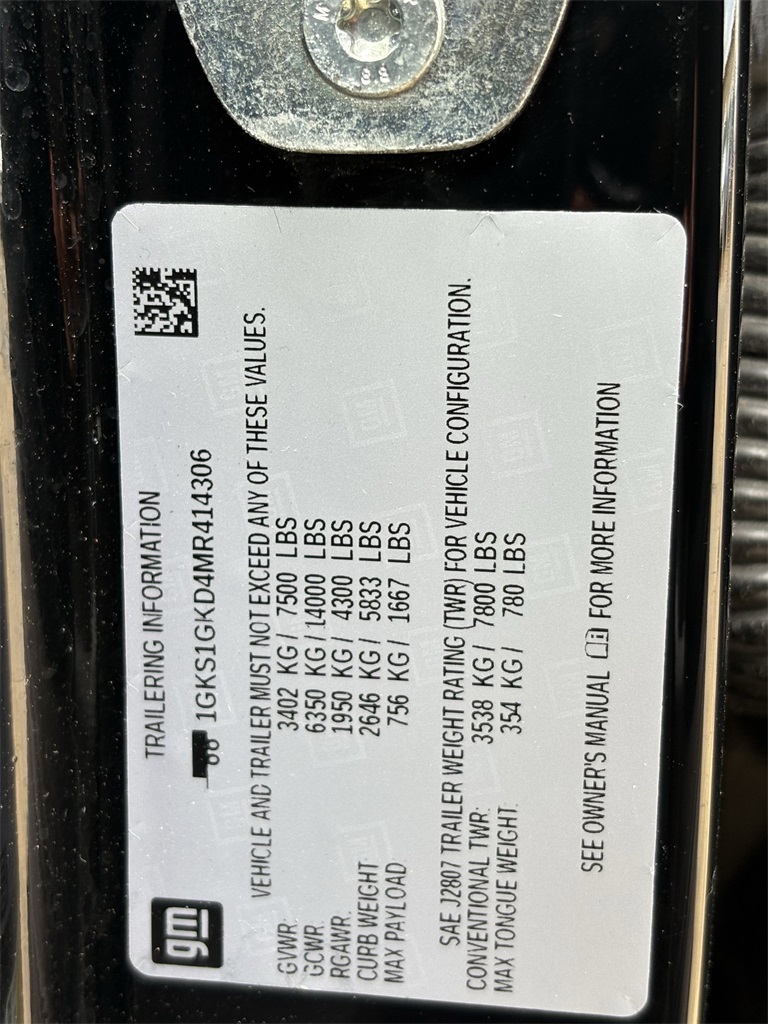 gm
TRAILERING INFORMATION
1GKS1GKD4MR414306
VEHICLE AND TRAILER MUST NOT EXCEED ANY OF THESE VALUES.
GVWR: 3402 KG / 7500 LBS
GCWR: 6350 KG / 14000 LBS
RGAWR: 1950 KG / 4300 LBS
CURB WEIGHT: 2646 KG / 5833 LBS
MAX PAYLOAD 756 KG / 1667 LBS
SAE J2807 TRAILER WEIGHT RATING (TWR) FOR VEHICLE CONFIGURATION.
CONVENTIONAL TWR: 3538 KG / 7800 LBS
MAX TONGUE WEIGHT: 354 KG / 780 LBS
SEE OWNER'S MANUAL FOR MORE INFORMATION